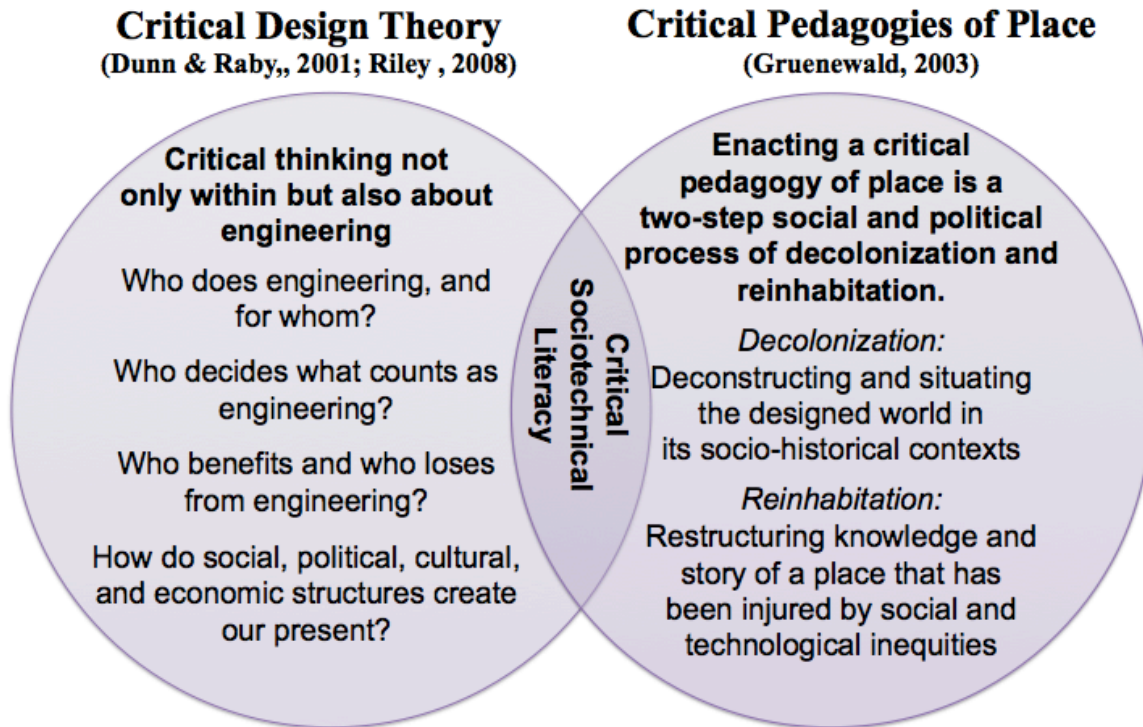 Critical Design Theory
(Dunn & Raby,, 2001; Riley , 2008)
Critical thinking not
only within but also about
engineering
Who does engineering, and
for whom?
Who decides what counts as
engineering?
Who benefits and who loses
from engineering?
How do social, political, cultural,
and economic structures create
our present?
Critical
Sociotechnical
Literacy
Critical Pedagogies of Place
(Gruenewald, 2003)
Enacting a critical
pedagogy of place is a
two-step social and political
process of decolonization and
reinhabitation.
Decolonization:
Deconstructing and situating
the designed world in
its socio-historical contexts
Reinhabitation:
Restructuring knowledge and
story of a place that has
been injured by social and
technological inequities